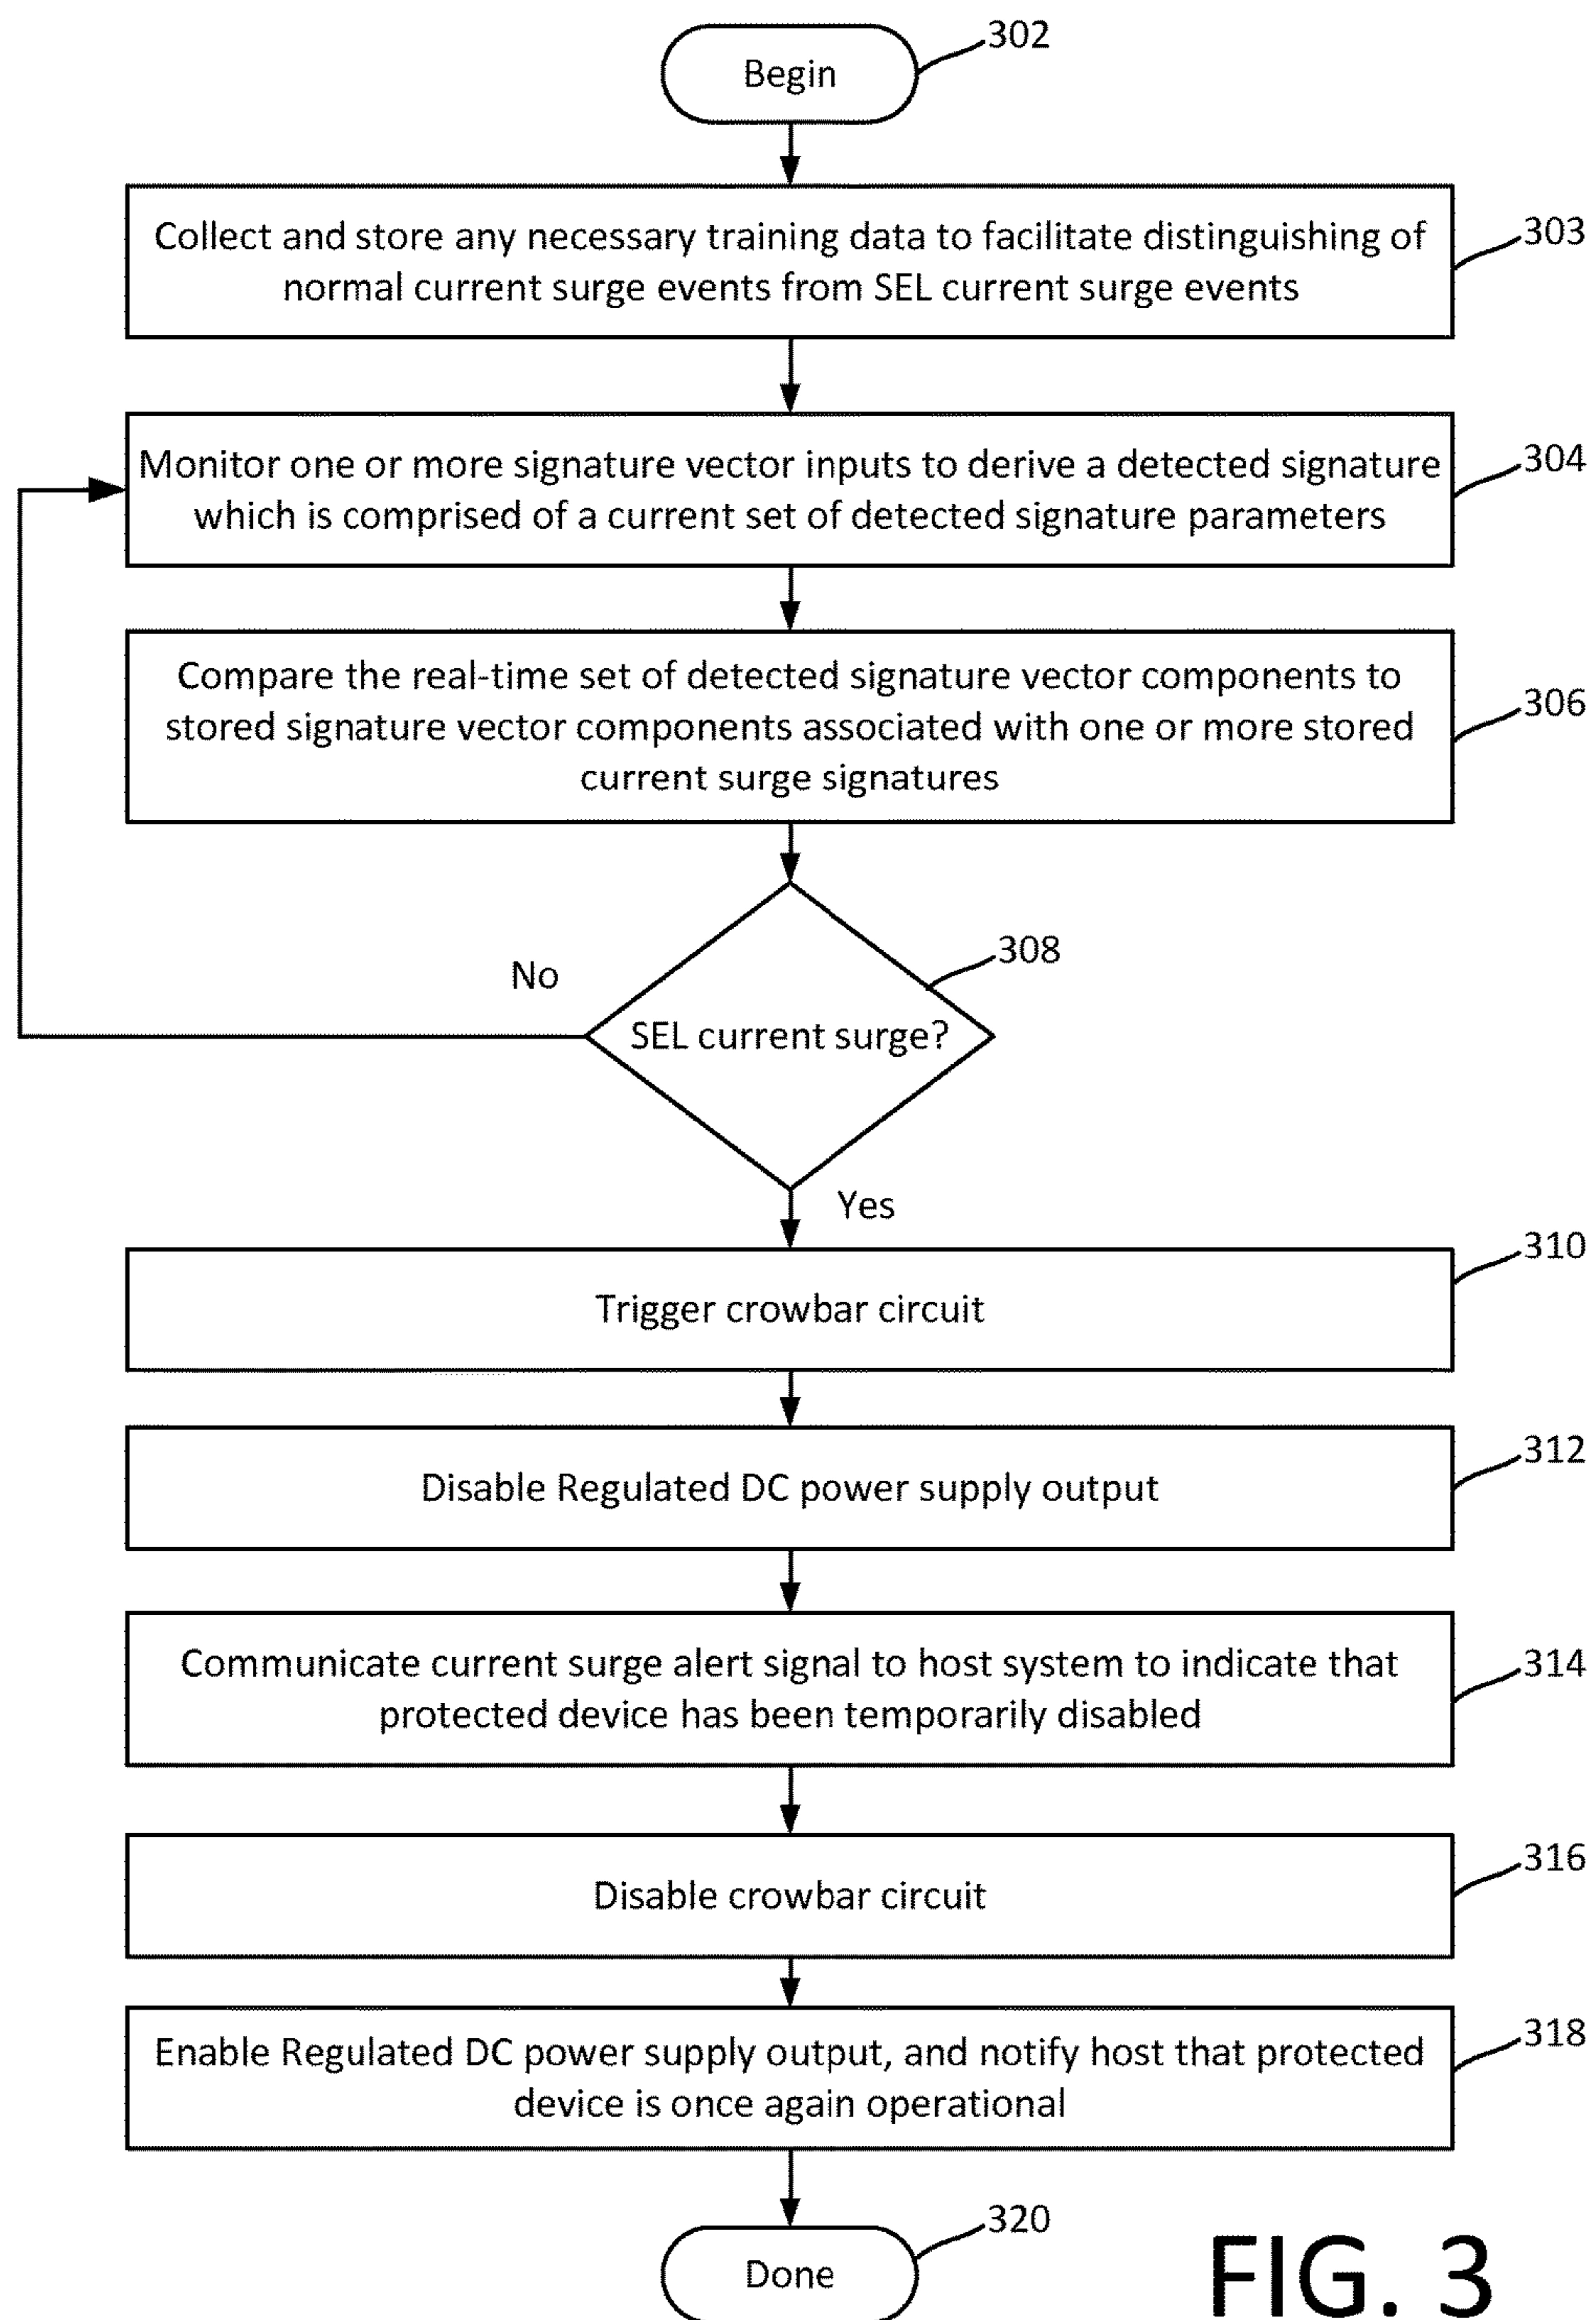 302
Begin
Collect and store any necessary training data to facilitate distinguishing of
normal current surge events from SEL current surge events
303
Monitor one or more signature vector inputs to derive a detected signature
which is comprised of a current set of detected signature parameters
304
Compare the real-time set of detected signature vector components to
stored signature vector components associated with one or more stored
current surge signatures
306
308
No
SEL current surge?
Yes
310
Trigger crowbar circuit
312
Disable Regulated DC power supply output
Communicate current surge alert signal to host system to indicate that
protected device has been temporarily disabled
314
316
Disable crowbar circuit
318
Enable Regulated DC power supply output, and notify host that protected
device is once again operational
320
Done
FIG. 3